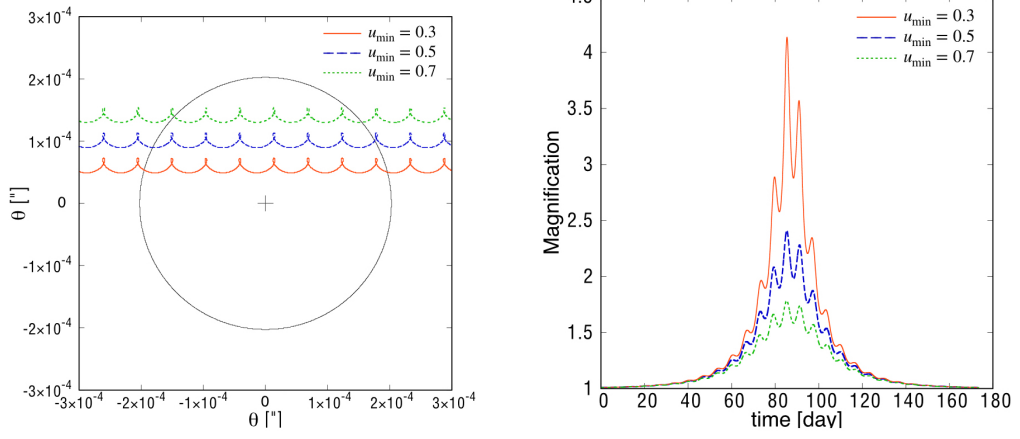 3×10⁻⁴
2×10⁻⁴
1×10⁻⁴
0
-1×10⁻⁴
-2×10⁻⁴
-3×10⁻⁴
θ ["]
u_min = 0.3
u_min = 0.5
u_min = 0.7
-3×10⁻⁴ -2×10⁻⁴ -1×10⁻⁴ 0 1×10⁻⁴ 2×10⁻⁴ 3×10⁻⁴
θ ["]
4.5
4
3.5
3
2.5
2
1.5
1
Magnification
u_min = 0.3
u_min = 0.5
u_min = 0.7
0 20 40 60 80 100 120 140 160 180
time [day]